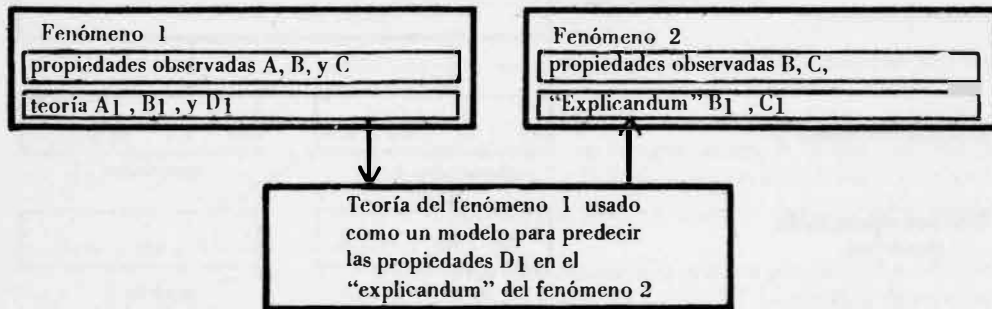 Fenómeno 1
propiedades observadas A, B, y C
teoría A1 , B1 , y D1
Fenómeno 2
propiedades observadas B, C,
“Explicandum” B1 , C1
Teoría del fenómeno 1 usado
como un modelo para predecir
las propiedades D1 en el
“explicandum” del fenómeno 2